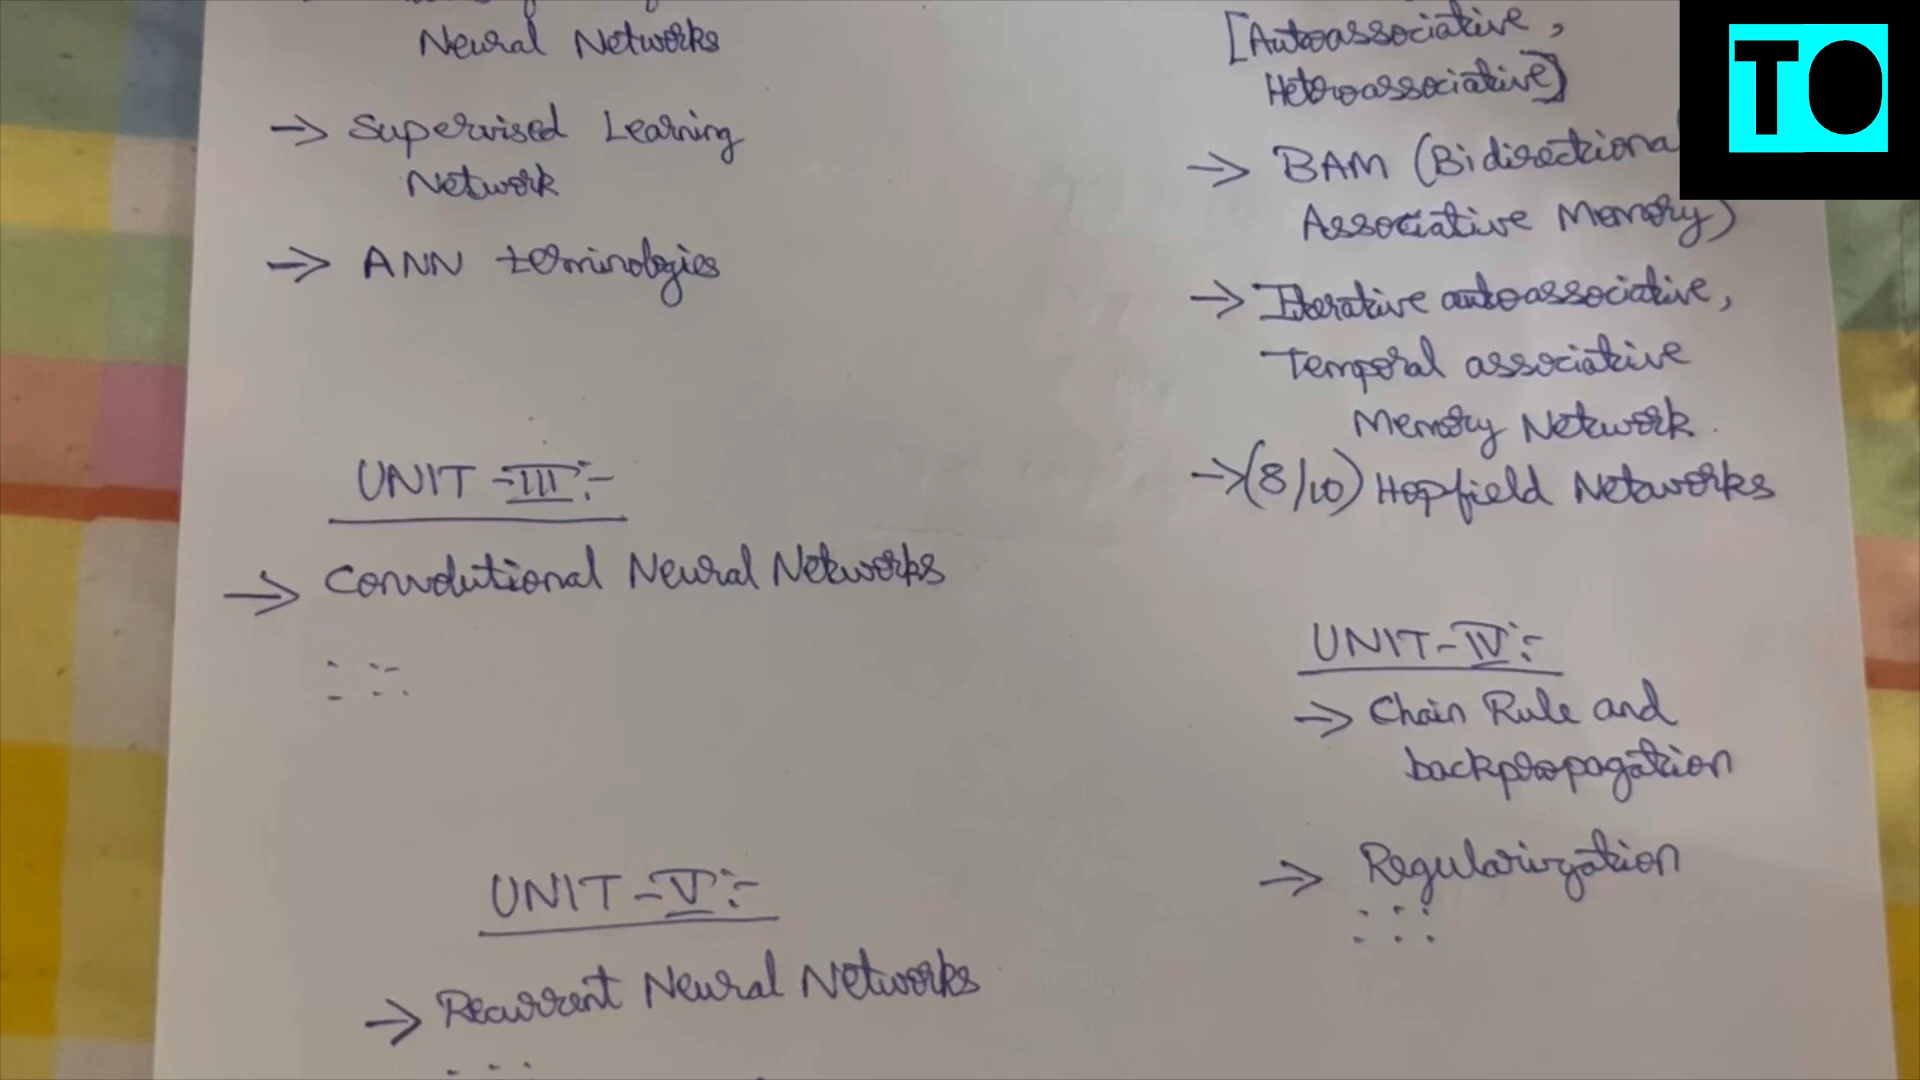 Neural Networks
→ Supervised Learning
Network
→ ANN terminologies
UNIT-III:-
→ Convolutional Neural Networks
UNIT-V:-
→ Recurrent Neural Networks
[Autoassociative,
Hetroassociative]
→ BAM (Bidirectional
Associative Memory)
→ Iterative autoassociative,
Temporal associative
Memory Network.
→ (8/10) Hopfield Networks
UNIT-IV:-
→ Chain Rule and
backpropagation
→ Regularization
TO